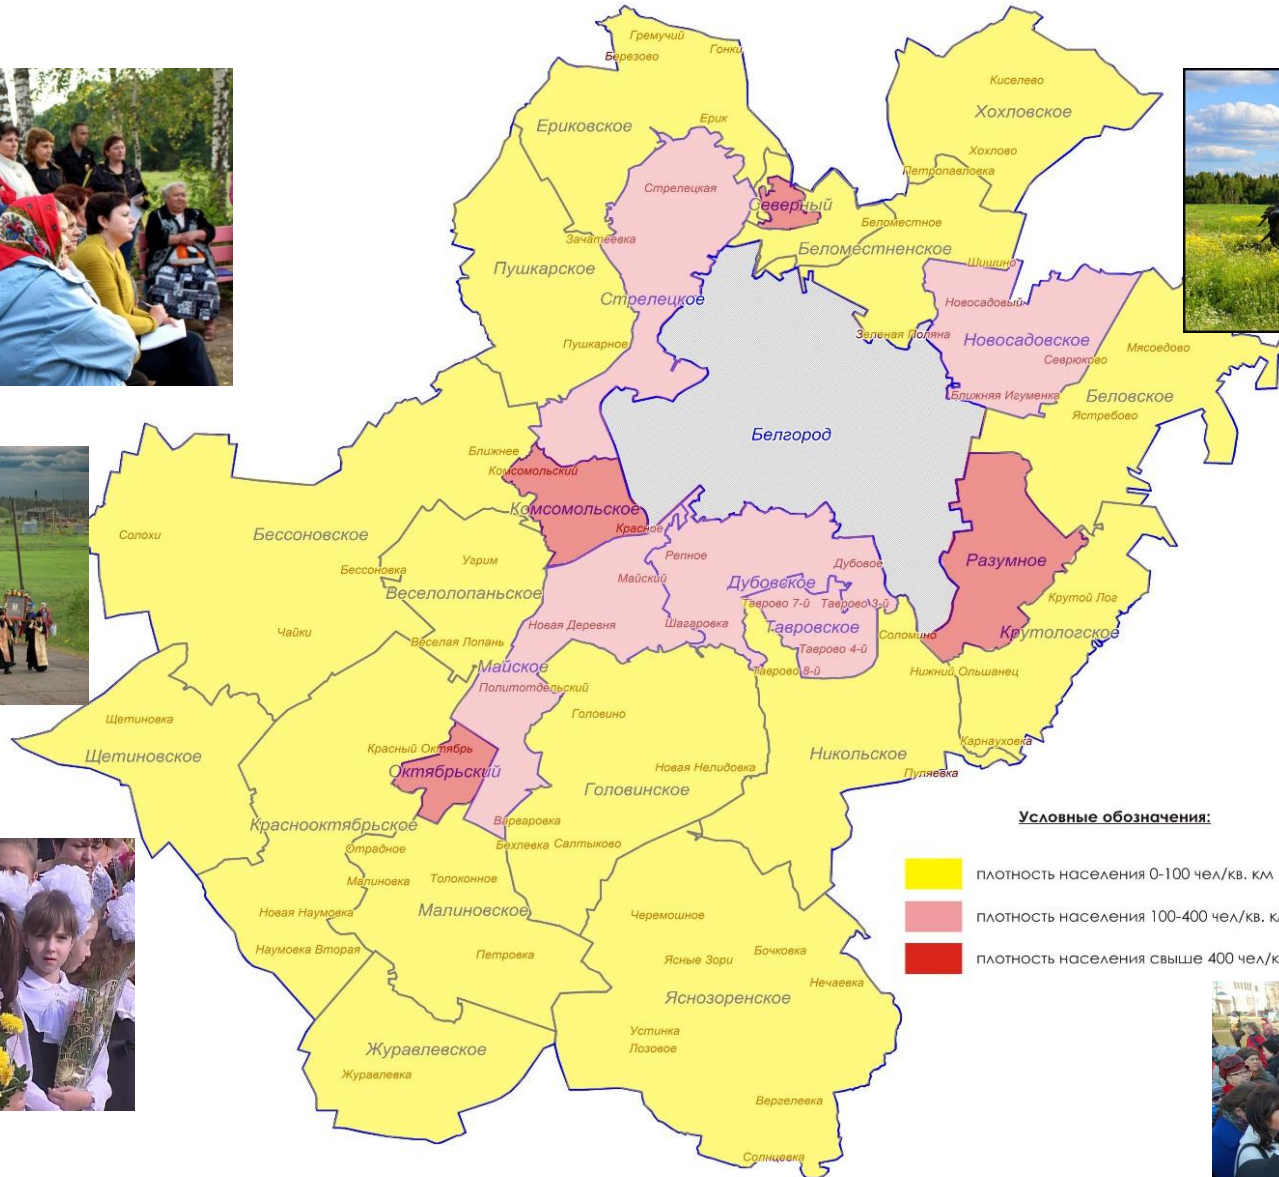 Гремучий
Березово
Гонки
Киселево
Хохловское
Ериковское
Ерик
Хохлово
Петропавловка
Стрелецкая
Северный
Беломестное
Зачатеевка
Беломестненское
Пушкарское
Шишино
Стрелецкое
Новосадовый
Зеленая Поляна
Новосадовское
Пушкарное
Мясоедово
Севрюково
Ближняя Игуменка
Беловское
Ястребово
Белгород
Ближнее
Комсомольский
Комсомольское
Красное
Солохи
Бессоновское
Репное
Угрим
Бессоновка
Разумное
Дубовое
Майский
Дубовское
Веселолопаньское
Крутой Лог
Таврово 7-й
Таврово 3-й
Новая Деревня
Шагаровка
Тавровское
Чайки
Соломино
Крутологское
Веселая Лопань
Таврово 4-й
Майское
Таврово 8-й
Нижний Ольшанец
Политотдельский
Щетиновка
Головино
Карнауховка
Красный Октябрь
Щетиновское
Никольское
Новая Нелидовка
Октябрьский
Пуляевка
Головинское
Варваровка
Условные обозначения:
Краснооктябрьское
Бехлевка
Салтыково
Отрадное
плотность населения 0-100 чел/кв. км
Малиновка
Толоконное
Новая Наумовка
Малиновское
Черемошное
плотность населения 100-400 чел/кв. к
Наумовка Вторая
Петровка
Бочковка
Ясные Зори
плотность населения свыше 400 чел/к
Нечаевка
Яснозоренское
Устинка
Журавлевское
Лозовое
Журавлевка
Вергелевка
Солнцевка